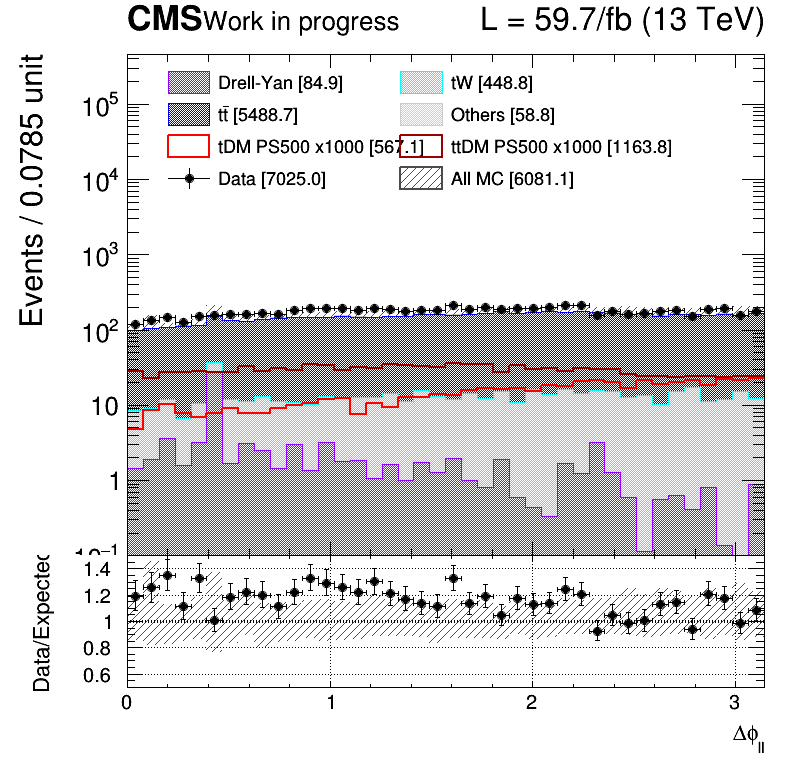 CMS Work in progress L = 59.7/fb (13 TeV)
Events / 0.0785 unit
Drell-Yan [84.9] tW [448.8]
tt̄ [5488.7] Others [58.8]
tDM PS500 x1000 [567.1] ttDM PS500 x1000 [1163.8]
Data [7025.0] All MC [6081.1]
10⁵
10⁴
10³
10²
10
1
10⁻¹
Data/Expected
1.4
1.2
1
0.8
0.6
0 1 2 3
Δϕ_ll